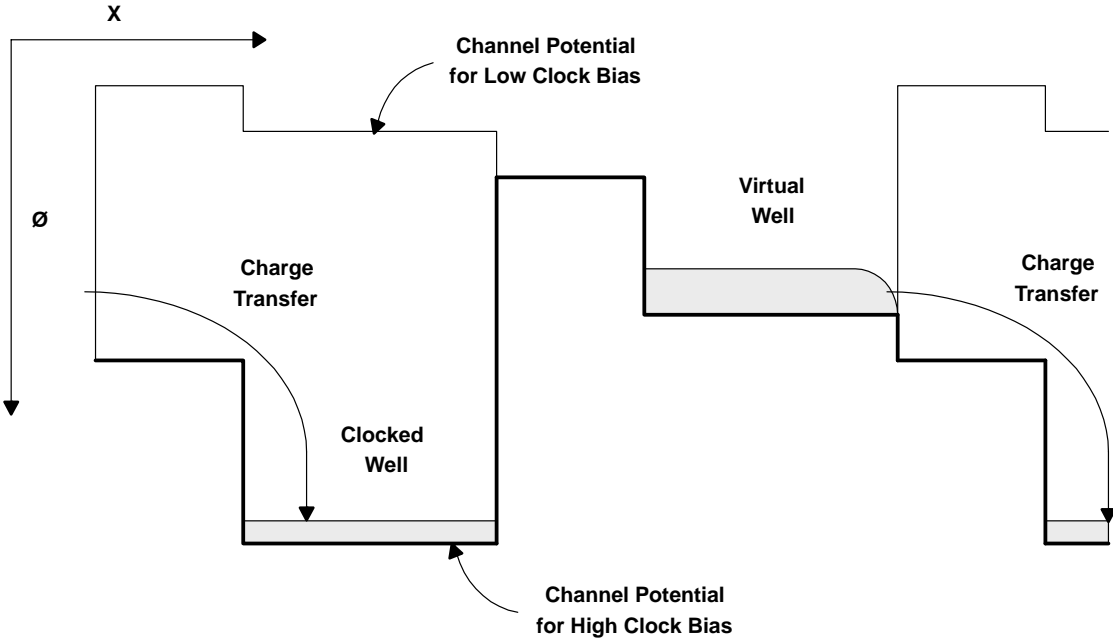 X
Channel Potential
for Low Clock Bias
Ø
Virtual
Well
Charge
Transfer
Charge
Transfer
Clocked
Well
Channel Potential
for High Clock Bias